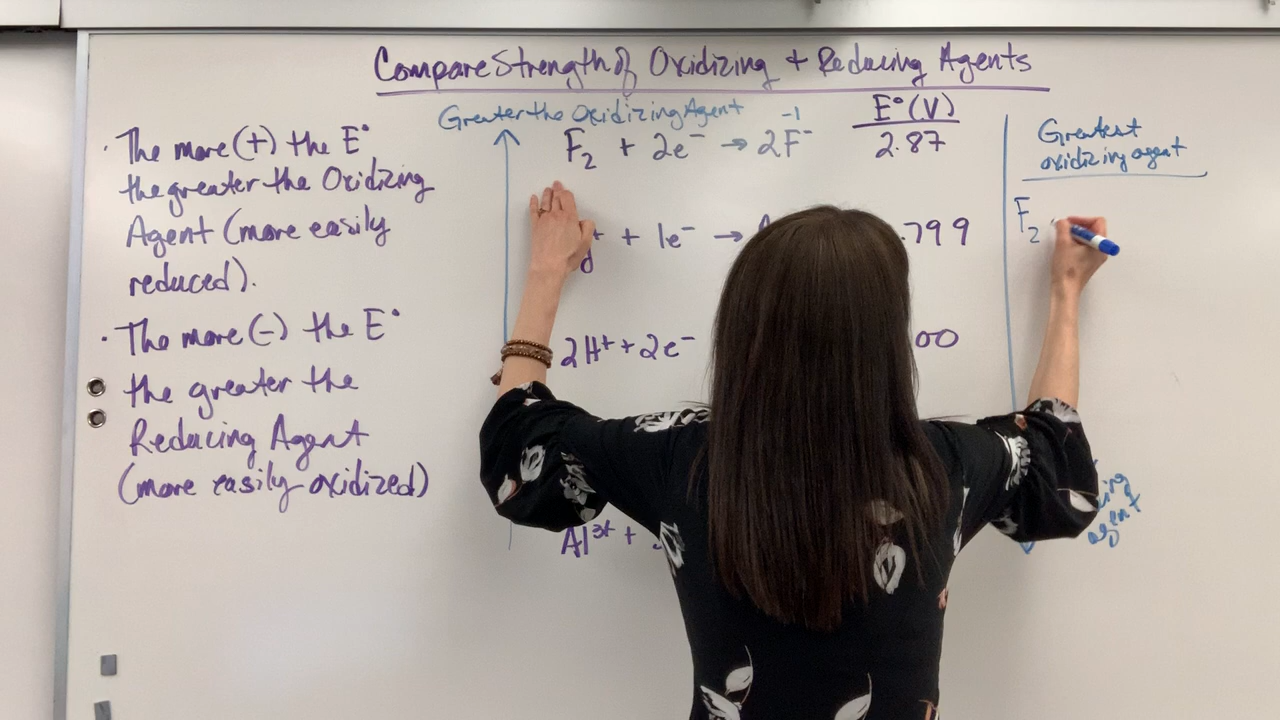 Compare Strength of Oxidizing + Reducing Agents
· The more (+) the E°
the greater the Oxidizing
Agent (more easily
reduced).
· The more (-) the E°
the greater the
Reducing Agent
(more easily oxidized)
Greater the Oxidizing Agent
E°(V)
-1
F₂ + 2e⁻ → 2F⁻ 2.87
+ 1e⁻ → .799
2H⁺ + 2e⁻ 00
Al³⁺ +
Greatest
oxidizing agent
F₂
agent